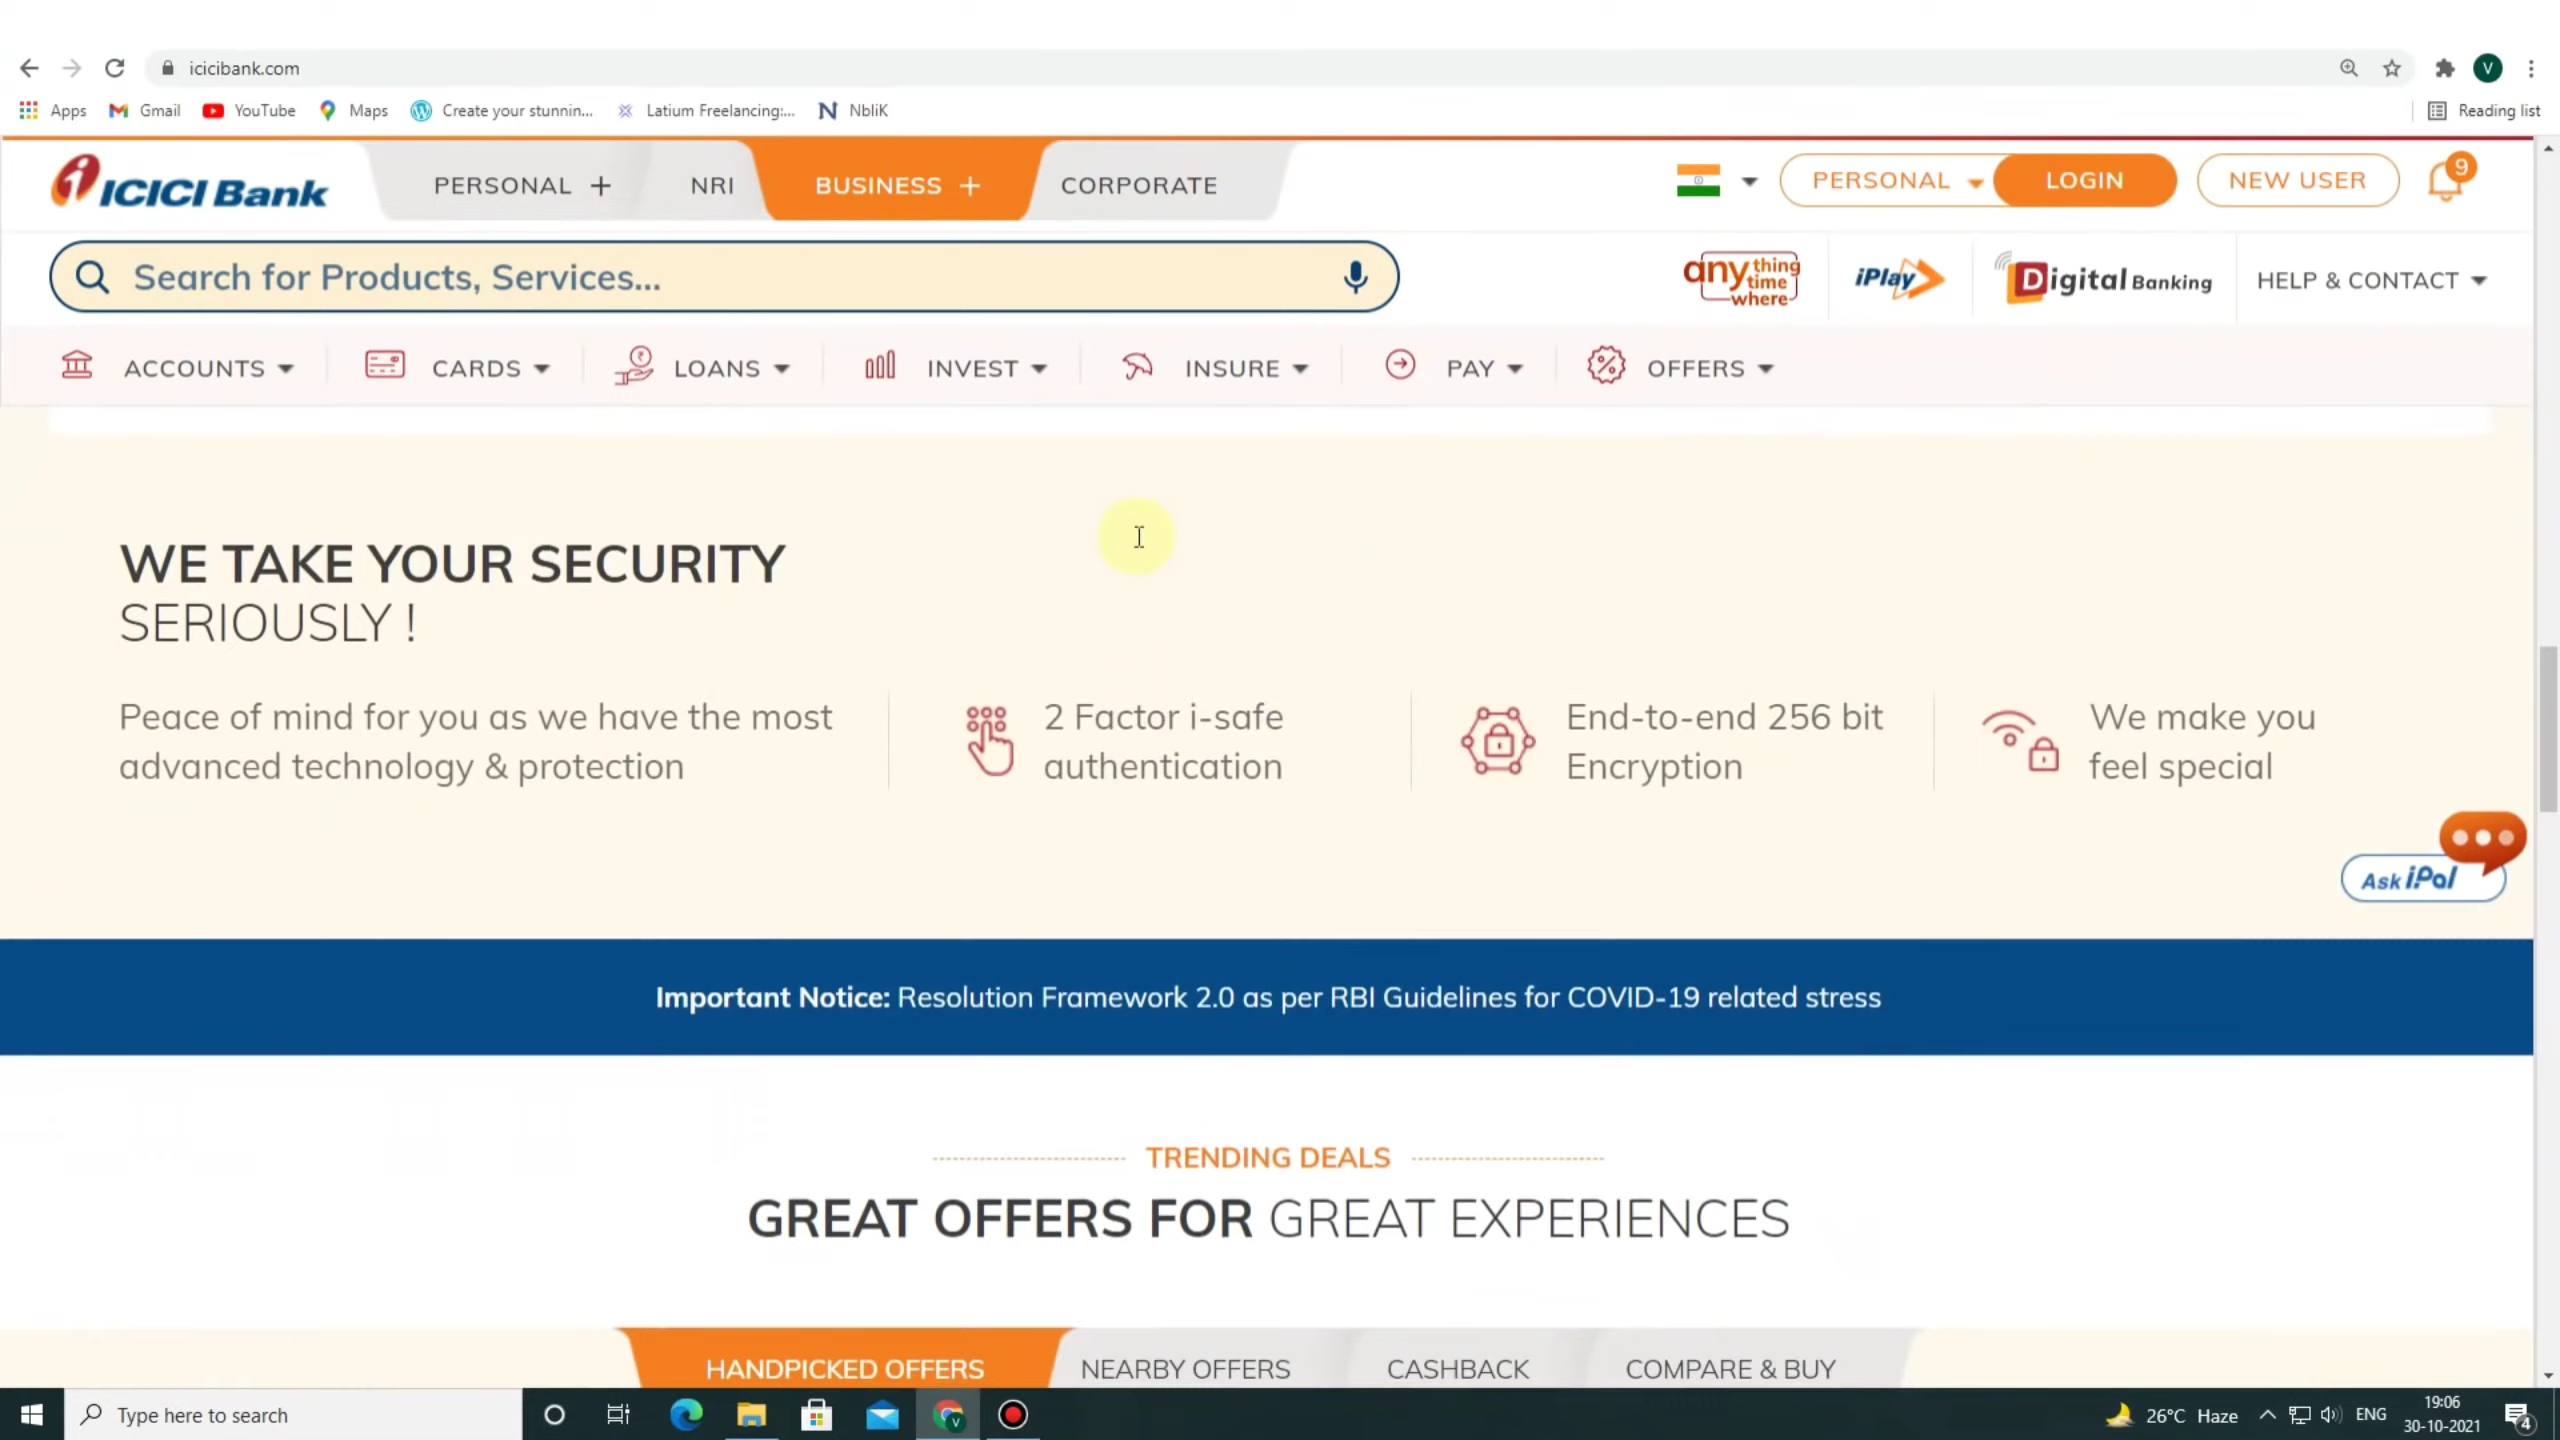 icicibank.com
V
Apps Gmail YouTube Maps Create your stunnin... Latium Freelancing:... NbliK Reading list
ICICI Bank PERSONAL + NRI BUSINESS + CORPORATE PERSONAL LOGIN NEW USER 9
Search for Products, Services...
any thing time where iPlay Digital Banking HELP & CONTACT
ACCOUNTS CARDS LOANS INVEST INSURE PAY OFFERS
WE TAKE YOUR SECURITY
SERIOUSLY !
Peace of mind for you as we have the most
advanced technology & protection
2 Factor i-safe
authentication
End-to-end 256 bit
Encryption
We make you
feel special
Ask iPal
Important Notice: Resolution Framework 2.0 as per RBI Guidelines for COVID-19 related stress
TRENDING DEALS
GREAT OFFERS FOR GREAT EXPERIENCES
HANDPICKED OFFERS NEARBY OFFERS CASHBACK COMPARE & BUY
Type here to search
V
26°C Haze ENG
19:06
30-10-2021
4